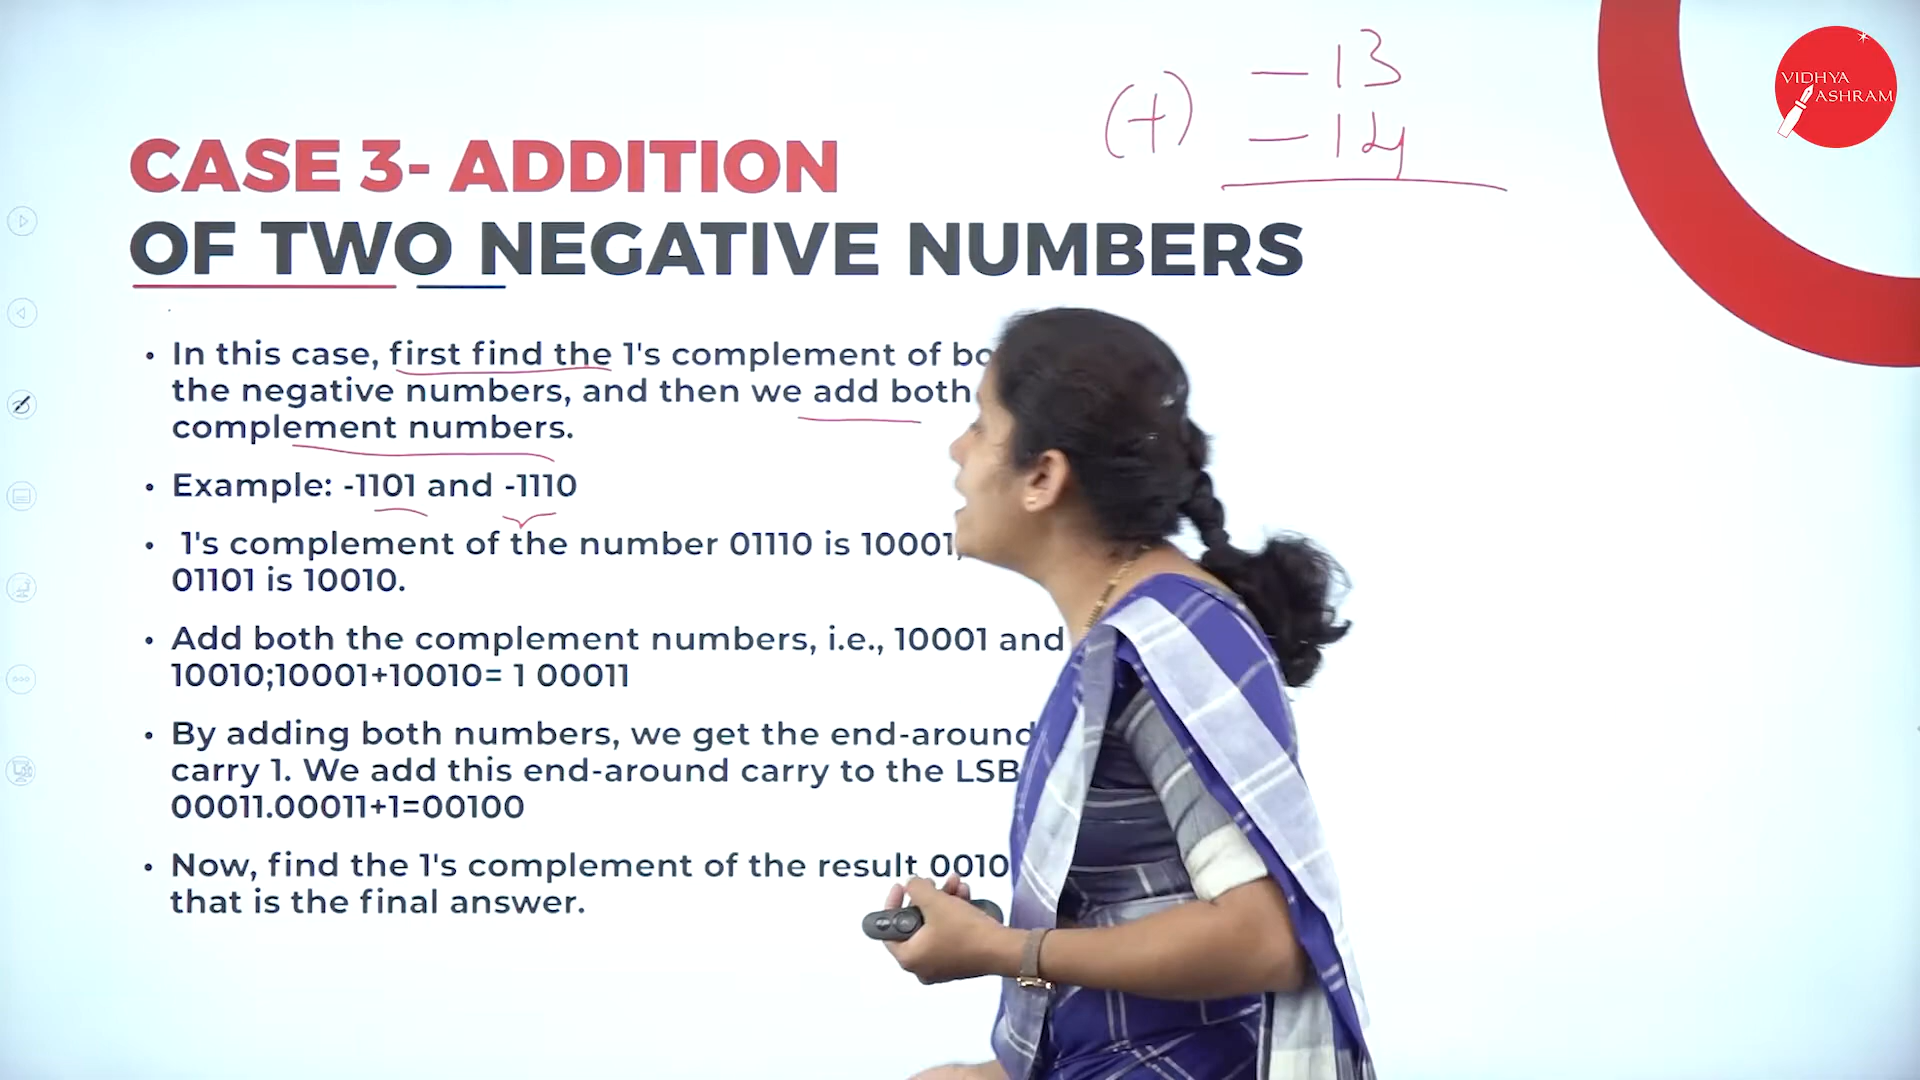 — 13
(+) — 14
VIDHYA
ASHRAM
CASE 3- ADDITION
OF TWO NEGATIVE NUMBERS
• In this case, first find the 1's complement of
the negative numbers, and then we add both
complement numbers.
• Example: -1101 and -1110
• 1's complement of the number 01110 is 10001,
01101 is 10010.
• Add both the complement numbers, i.e., 10001 and
10010;10001+10010= 1 00011
• By adding both numbers, we get the end-around
carry 1. We add this end-around carry to the LSB
00011.00011+1=00100
• Now, find the 1's complement of the result
that is the final answer.